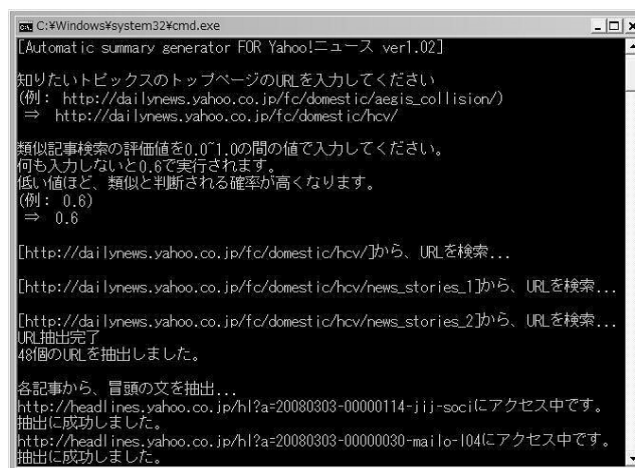 C:¥Windows¥system32¥cmd.exe
[Automatic summary generator FOR Yahoo!ニュース ver1.02]
知りたいトピックスのトップページのURLを入力してください
(例： http://dailynews.yahoo.co.jp/fc/domestic/aegis_collision/)
⇒ http://dailynews.yahoo.co.jp/fc/domestic/hcv/
類似記事検索の評価値を0.0~1.0の間の値で入力してください。
何も入力しないと0.6で実行されます。
低い値ほど、類似と判断される確率が高くなります。
(例： 0.6)
⇒ 0.6
[http://dailynews.yahoo.co.jp/fc/domestic/hcv/]から、URLを検索...
[http://dailynews.yahoo.co.jp/fc/domestic/hcv/news_stories_1]から、URLを検索...
[http://dailynews.yahoo.co.jp/fc/domestic/hcv/news_stories_2]から、URLを検索...
URL抽出完了
48個のURLを抽出しました。
各記事から、冒頭の文を抽出...
http://headlines.yahoo.co.jp/hl?a=20080303-00000114-jij-sociにアクセス中です。
抽出に成功しました。
http://headlines.yahoo.co.jp/hl?a=20080303-00000030-mailo-l04にアクセス中です。
抽出に成功しました。